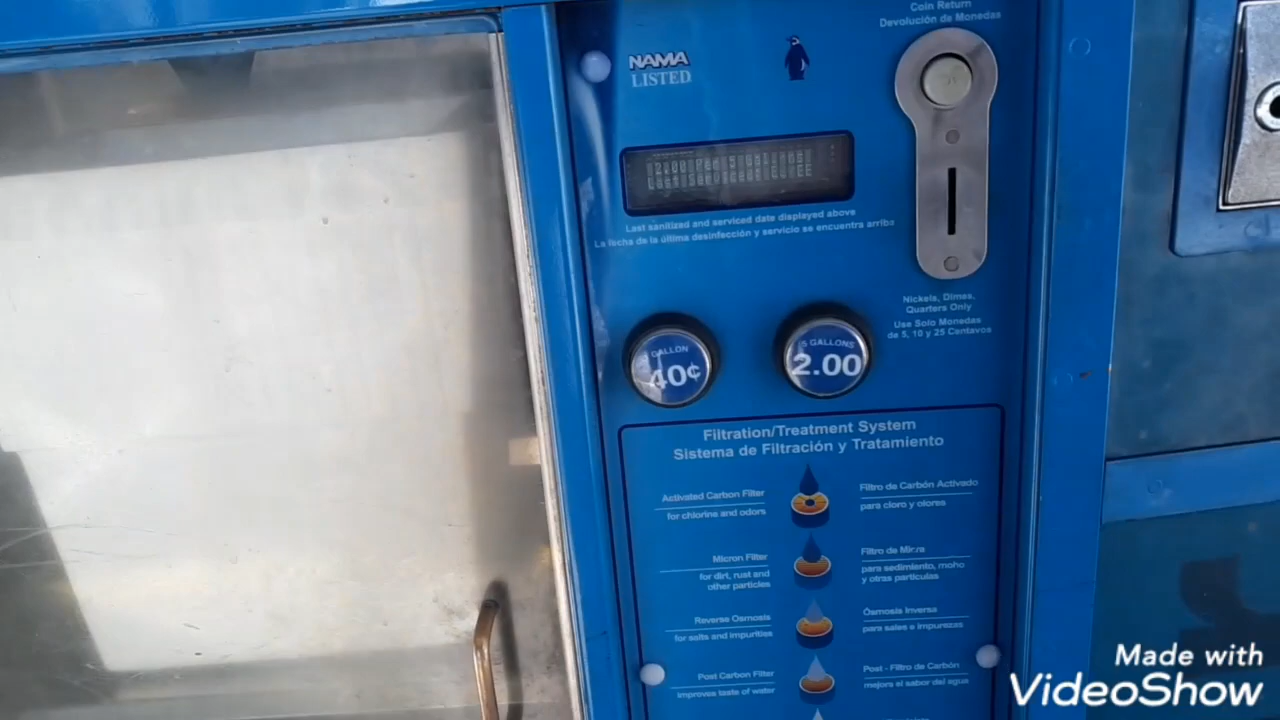 Coin Return
Devolución de Monedas
NAMA
LISTED
Last sanitized and serviced date displayed above
La fecha de la última desinfección y servicio se encuentra arriba
Nickels, Dimes,
Quarters Only
Use Solo Monedas
de 5, 10 y 25 Centavos
GALLON
40¢
5 GALLONS
2.00
Filtration/Treatment System
Sistema de Filtración y Tratamiento
Activated Carbon Filter
for chlorine and odors
Filtro de Carbón Activado
para cloro y olores
Micron Filter
for dirt, rust and
other particles
Filtro de Micra
para sedimiento, moho
y otras particulas
Reverse Osmosis
for salts and impurities
Ósmosis Inversa
para sales e impurezas
Post Carbon Filter
improves taste of water
Post - Filtro de Carbón
mejora el sabor del agua
Made with
VideoShow